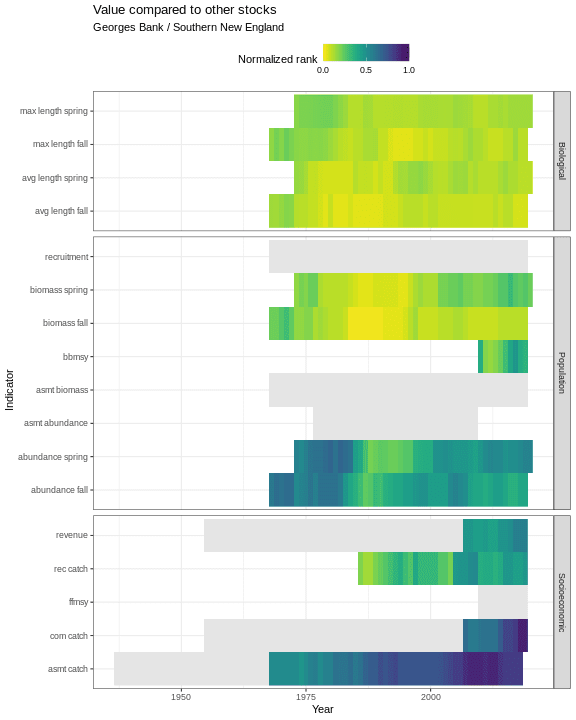 Value compared to other stocks
Georges Bank / Southern New England
Normalized rank
0.0 0.5 1.0
max length spring
max length fall
avg length spring
avg length fall
Biological
recruitment
biomass spring
biomass fall
bbmsy
asmt biomass
asmt abundance
abundance spring
abundance fall
Population
revenue
rec catch
ffmsy
com catch
asmt catch
Socioeconomic
Indicator
1950 1975 2000
Year